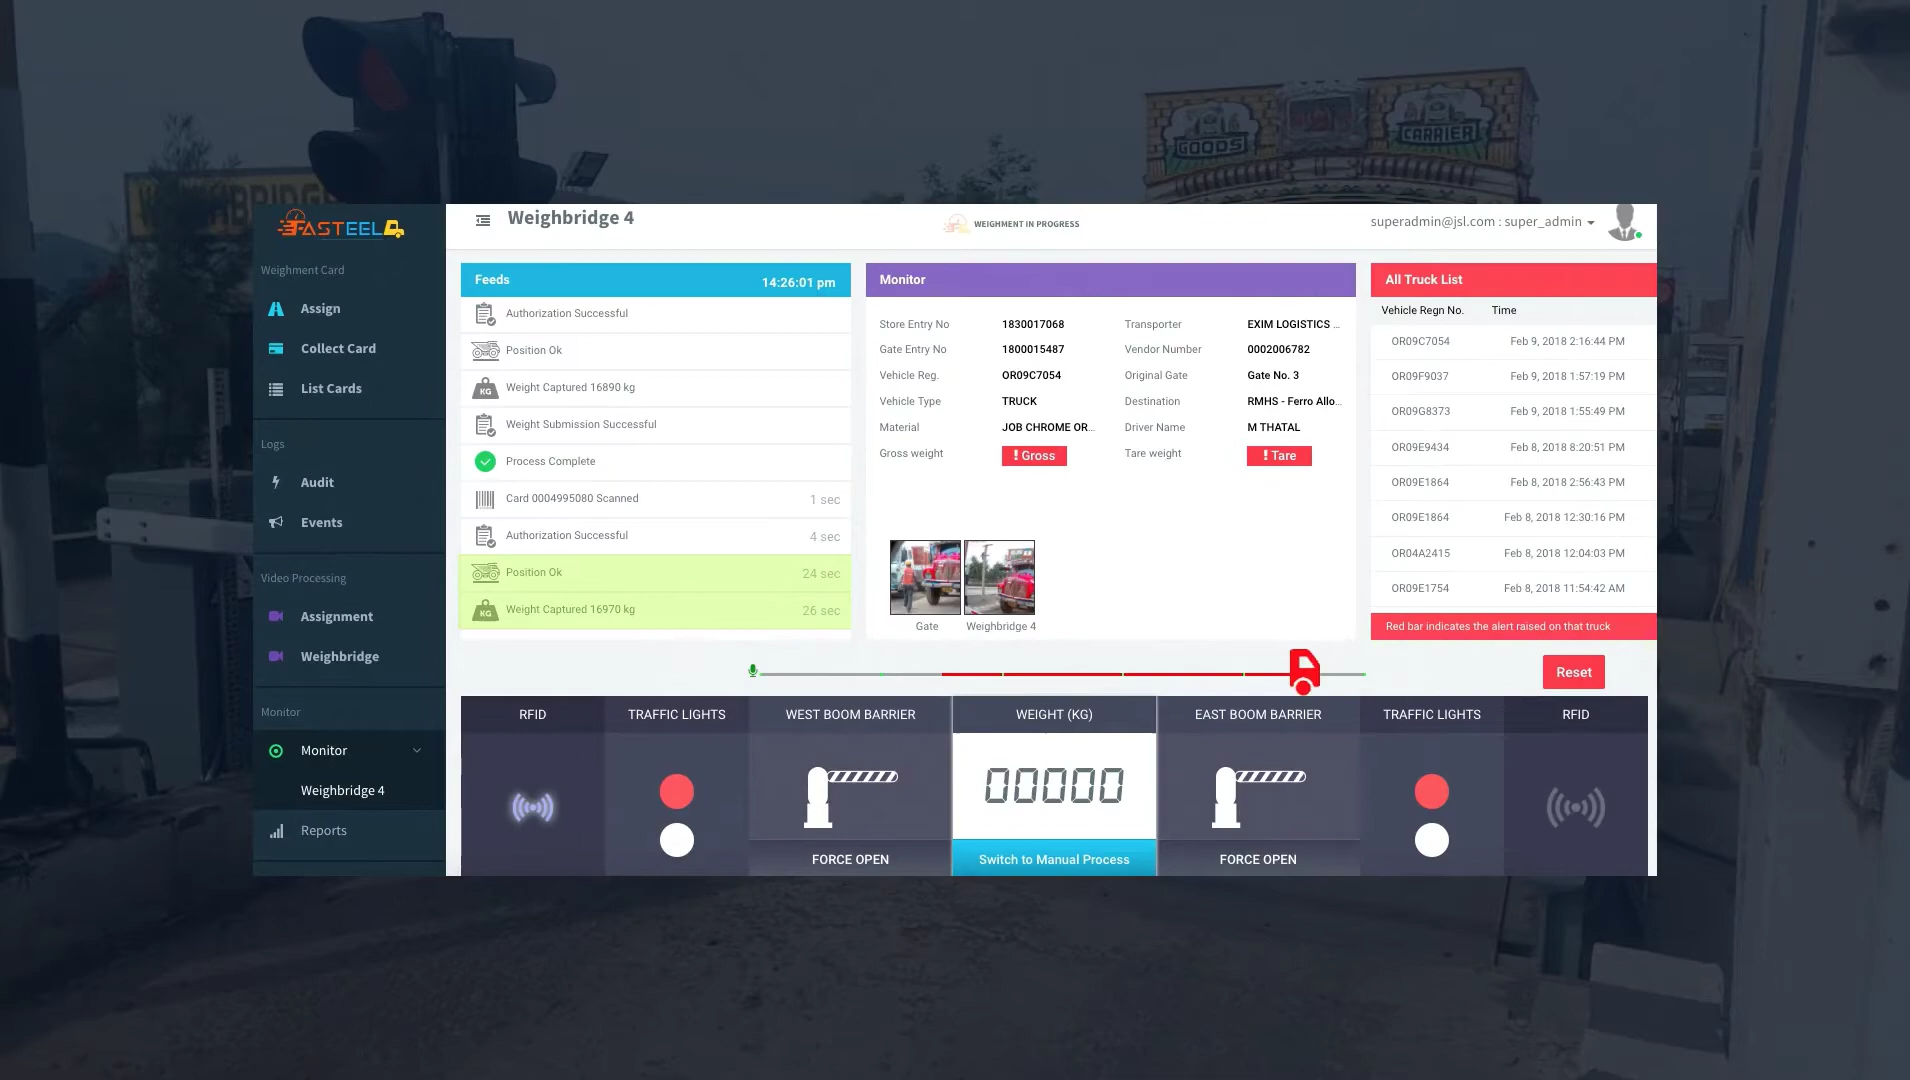 GOODS
CARRIER
WEIGHBRIDGE
FASTEEL
Weighbridge 4
WEIGHMENT IN PROGRESS
superadmin@jsl.com : super_admin
Weighment Card
Assign
Collect Card
List Cards
Logs
Audit
Events
Video Processing
Assignment
Weighbridge
Monitor
Monitor
Weighbridge 4
Reports
Feeds 14:26:01 pm
Authorization Successful
Position Ok
KG Weight Captured 16890 kg
Weight Submission Successful
Process Complete
Card 0004995080 Scanned 1 sec
Authorization Successful 4 sec
Position Ok 24 sec
KG Weight Captured 16970 kg 26 sec
Monitor
Store Entry No 1830017068 Transporter EXIM LOGISTICS ...
Gate Entry No 1800015487 Vendor Number 0002006782
Vehicle Reg. OR09C7054 Original Gate Gate No. 3
Vehicle Type TRUCK Destination RMHS - Ferro Allo...
Material JOB CHROME OR... Driver Name M THATAL
Gross weight ! Gross Tare weight ! Tare
Gate Weighbridge 4
All Truck List
Vehicle Regn No. Time
OR09C7054 Feb 9, 2018 2:16:44 PM
OR09F9037 Feb 9, 2018 1:57:19 PM
OR09G8373 Feb 9, 2018 1:55:49 PM
OR09E9434 Feb 8, 2018 8:20:51 PM
OR09E1864 Feb 8, 2018 2:56:43 PM
OR09E1864 Feb 8, 2018 12:30:16 PM
OR04A2415 Feb 8, 2018 12:04:03 PM
OR09E1754 Feb 8, 2018 11:54:42 AM
Red bar indicates the alert raised on that truck
Reset
RFID TRAFFIC LIGHTS WEST BOOM BARRIER WEIGHT (KG) EAST BOOM BARRIER TRAFFIC LIGHTS RFID
00000
FORCE OPEN Switch to Manual Process FORCE OPEN